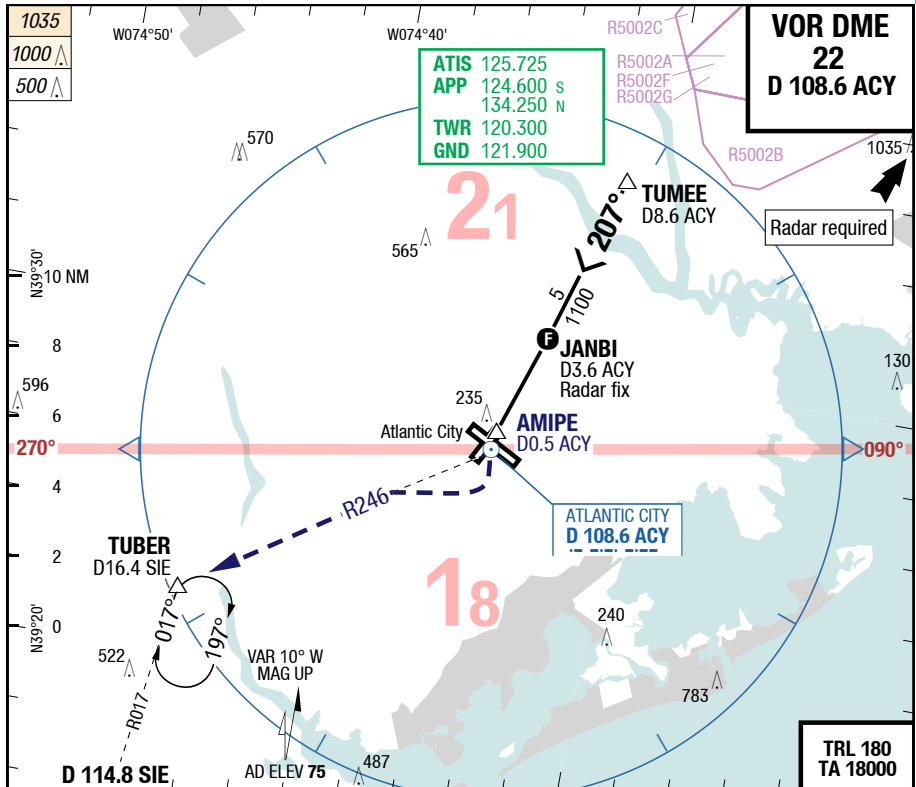 1035
1000
500
W074°50'
W074°40'
R5002C
R5002A
R5002F
R5002G
R5002B
VOR DME
22
D 108.6 ACY
ATIS 125.725
APP 124.600 S
134.250 N
TWR 120.300
GND 121.900
570
1035
Radar required
21
TUMEE
D8.6 ACY
207°
565
N39°30'
10 NM
5
1100
8
JANBI
D3.6 ACY
Radar fix
F
130
596
6
235
AMIPE
D0.5 ACY
Atlantic City
270°
090°
4
R246
ATLANTIC CITY
D 108.6 ACY
2
TUBER
D16.4 SIE
18
N39°20'
0
017°
197°
240
522
VAR 10° W
MAG UP
783
R017
D 114.8 SIE
AD ELEV 75
487
TRL 180
TA 18000